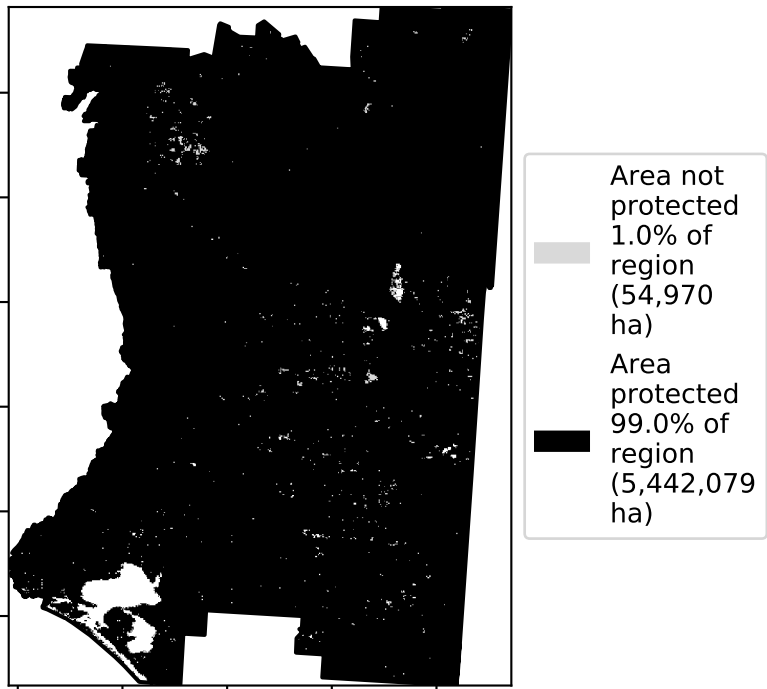 Area not
protected
1.0% of
region
(54,970
ha)
Area
protected
99.0% of
region
(5,442,079
ha)